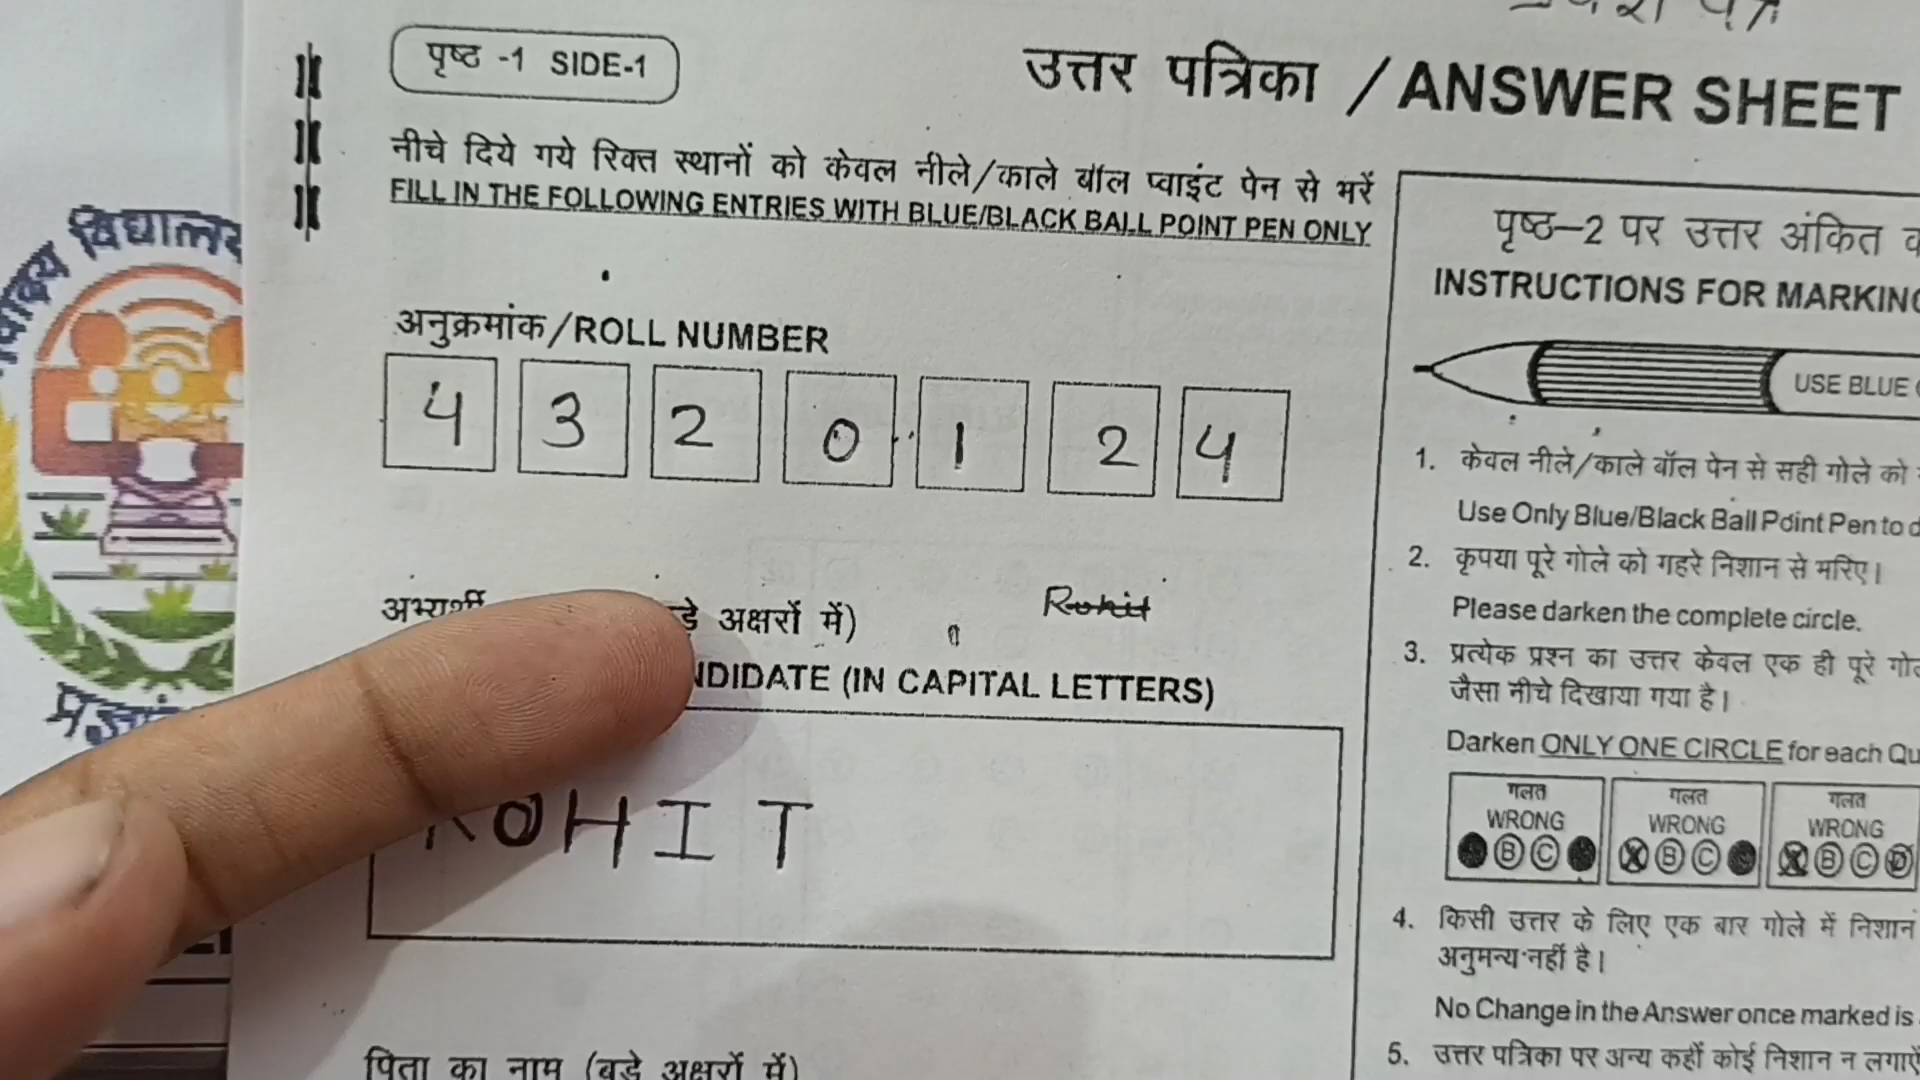 पृष्ठ -1 SIDE-1
उत्तर पत्रिका / ANSWER SHEET
नीचे दिये गये रिक्त स्थानों को केवल नीले/काले बॉल प्वाइंट पेन से भरें
FILL IN THE FOLLOWING ENTRIES WITH BLUE/BLACK BALL POINT PEN ONLY
अनुक्रमांक/ROLL NUMBER
4 3 2 0 1 2 4
अक्षरों में)
Rohit
(IN CAPITAL LETTERS)
ROHIT
पिता का नाम (बड़े अक्षरों में)
पृष्ठ–2 पर उत्तर अंकित
INSTRUCTIONS FOR MARKING
USE BLUE
1. केवल नीले/काले बॉल पेन से सही गोले को
Use Only Blue/Black Ball Point Pen to
2. कृपया पूरे गोले को गहरे निशान से भरिए।
Please darken the complete circle.
3. प्रत्येक प्रश्न का उत्तर केवल एक ही पूरे
जैसा नीचे दिखाया गया है।
Darken ONLY ONE CIRCLE for each
गलत गलत गलत
WRONG WRONG WRONG
B C B C B C D
4. किसी उत्तर के लिए एक बार गोले में निशान
अनुमन्य नहीं है।
No Change in the Answer once marked is
5. उत्तर पत्रिका पर अन्य कहीं कोई निशान न लगाएँ
विद्यालय